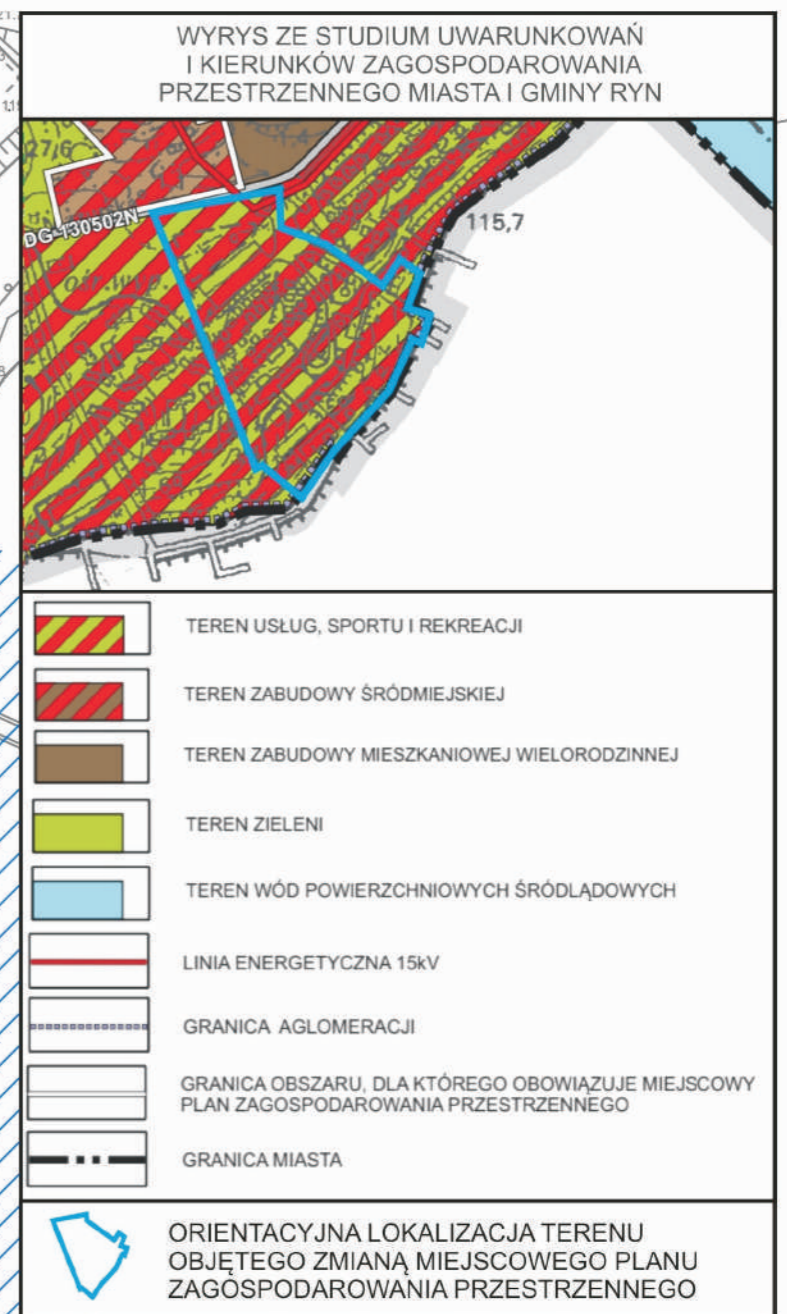 WYRYS ZE STUDIUM UWARUNKOWAŃ
I KIERUNKÓW ZAGOSPODAROWANIA
PRZESTRZENNEGO MIASTA I GMINY RYN
27,6
DG 130502N
115,7
TEREN USŁUG, SPORTU I REKREACJI
TEREN ZABUDOWY ŚRÓDMIEJSKIEJ
TEREN ZABUDOWY MIESZKANIOWEJ WIELORODZINNEJ
TEREN ZIELENI
TEREN WÓD POWIERZCHNIOWYCH ŚRÓDLĄDOWYCH
LINIA ENERGETYCZNA 15kV
GRANICA AGLOMERACJI
GRANICA OBSZARU, DLA KTÓREGO OBOWIĄZUJE MIEJSCOWY
PLAN ZAGOSPODAROWANIA PRZESTRZENNEGO
GRANICA MIASTA
ORIENTACYJNA LOKALIZACJA TERENU
OBJĘTEGO ZMIANĄ MIEJSCOWEGO PLANU
ZAGOSPODAROWANIA PRZESTRZENNEGO